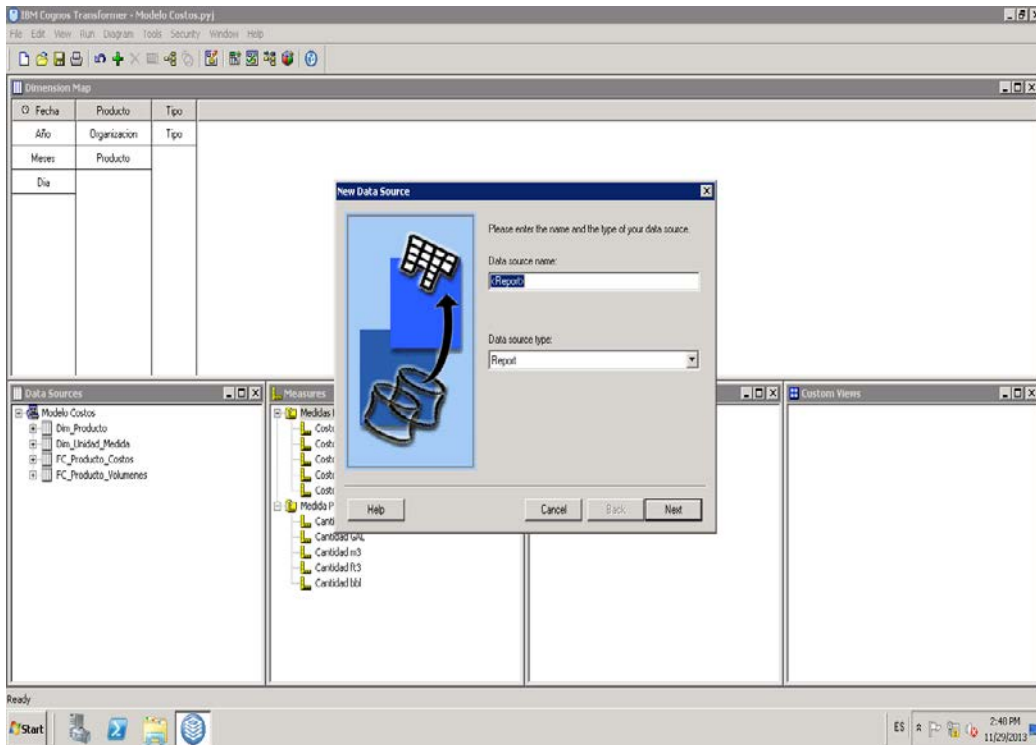 IBM Cognos Transformer - Modelo Costos.pyj
File Edit View Run Diagram Tools Security Window Help
Dimension Map
Fecha Producto Tipo
Año Organizacion Tipo
Meses Producto
Dia
New Data Source
Please enter the name and the type of your data source.
Data source name:
<Report>
Data source type:
Report
Help Cancel Back Next
Data Sources
Modelo Costos
Dim_Producto
Dim_Unidad_Medida
FC_Producto_Costos
FC_Producto_Volumenes
Measures
Medidas
Medida P
Cantidad GAL
Cantidad m3
Cantidad ft3
Cantidad bbl
Custom Views
Ready
Start
ES
2:40 PM
11/29/2013